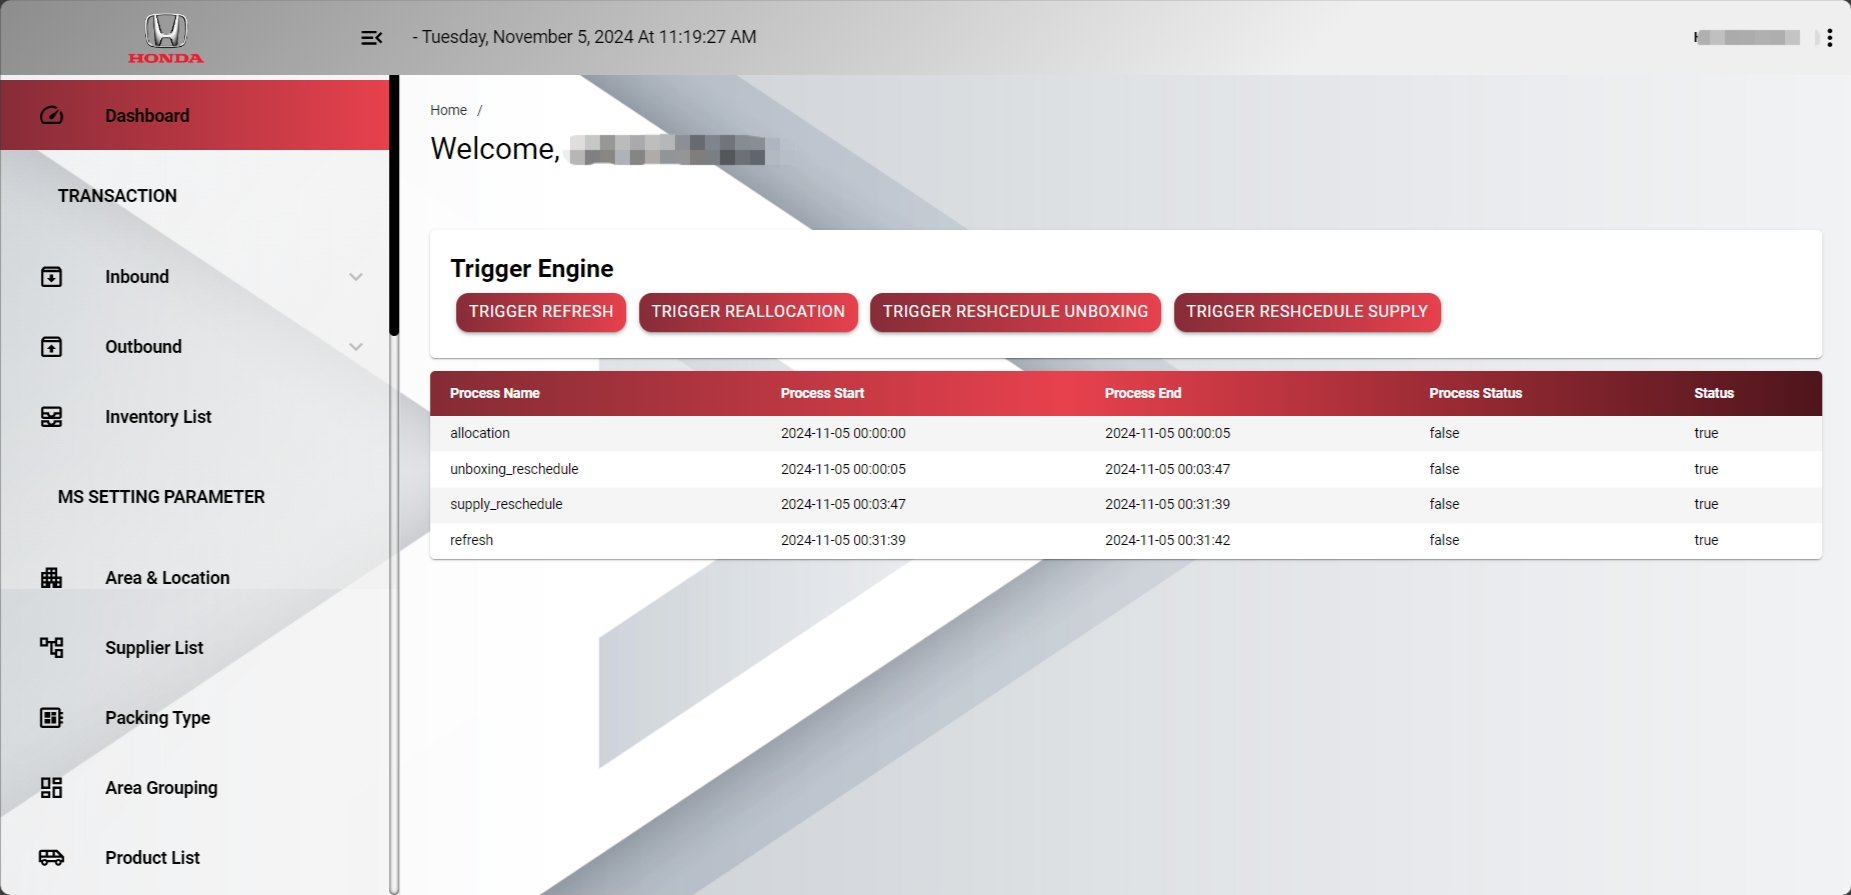 HONDA
- Tuesday, November 5, 2024 At 11:19:27 AM
Dashboard
TRANSACTION
Inbound
Outbound
Inventory List
MS SETTING PARAMETER
Area & Location
Supplier List
Packing Type
Area Grouping
Product List
Home /
Welcome,
Trigger Engine
TRIGGER REFRESH TRIGGER REALLOCATION TRIGGER RESHCEDULE UNBOXING TRIGGER RESHCEDULE SUPPLY
Process Name Process Start Process End Process Status Status
allocation 2024-11-05 00:00:00 2024-11-05 00:00:05 false true
unboxing_reschedule 2024-11-05 00:00:05 2024-11-05 00:03:47 false true
supply_reschedule 2024-11-05 00:03:47 2024-11-05 00:31:39 false true
refresh 2024-11-05 00:31:39 2024-11-05 00:31:42 false true